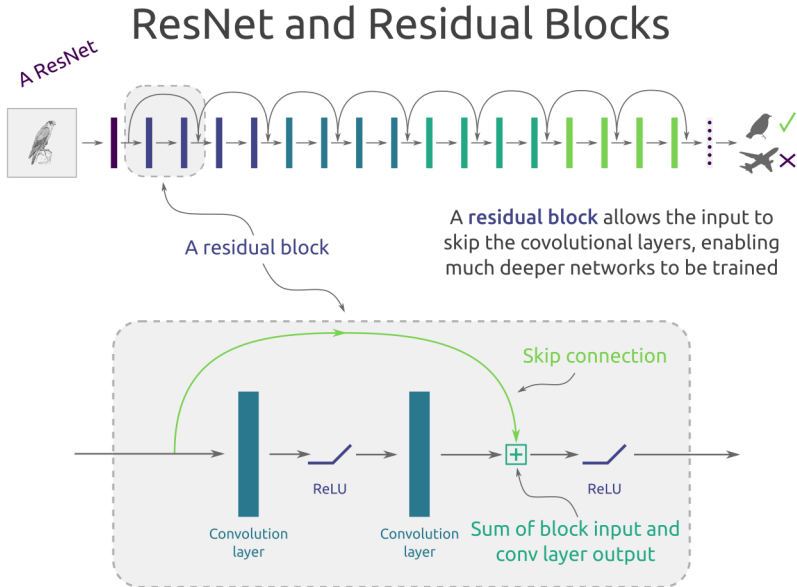 ResNet and Residual Blocks
A ResNet
A residual block allows the input to
skip the covolutional layers, enabling
much deeper networks to be trained
A residual block
Skip connection
ReLU
ReLU
Convolution
layer
Convolution
layer
Sum of block input and
conv layer output